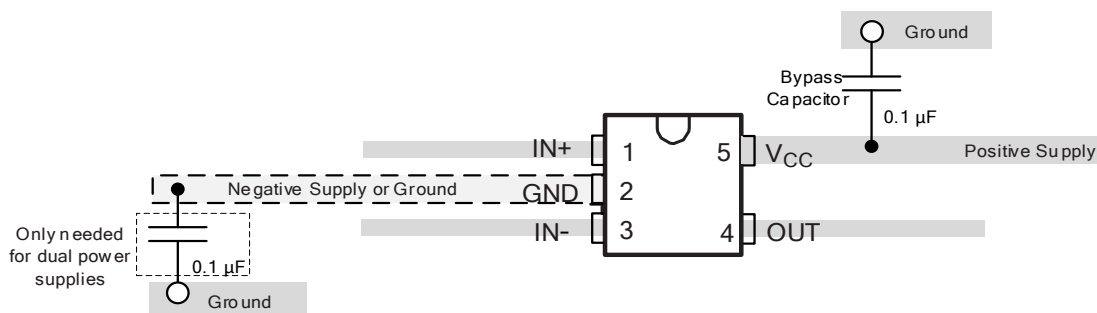 Ground
Bypass
Capacitor
0.1 µF
IN+
1
5
VCC
Positive Supply
Negative Supply or Ground
GND
2
IN-
3
4
OUT
Only needed
for dual power
supplies
0.1 µF
Ground